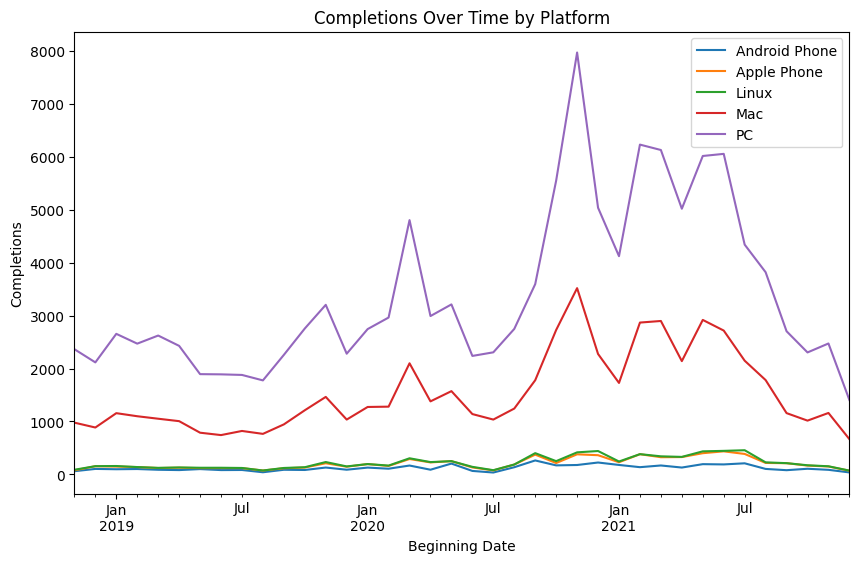 Completions Over Time by Platform
Android Phone
Apple Phone
Linux
Mac
PC
8000
7000
6000
5000
4000
3000
2000
1000
0
Completions
Jan Jul Jan Jul Jan Jul
2019 2020 2021
Beginning Date